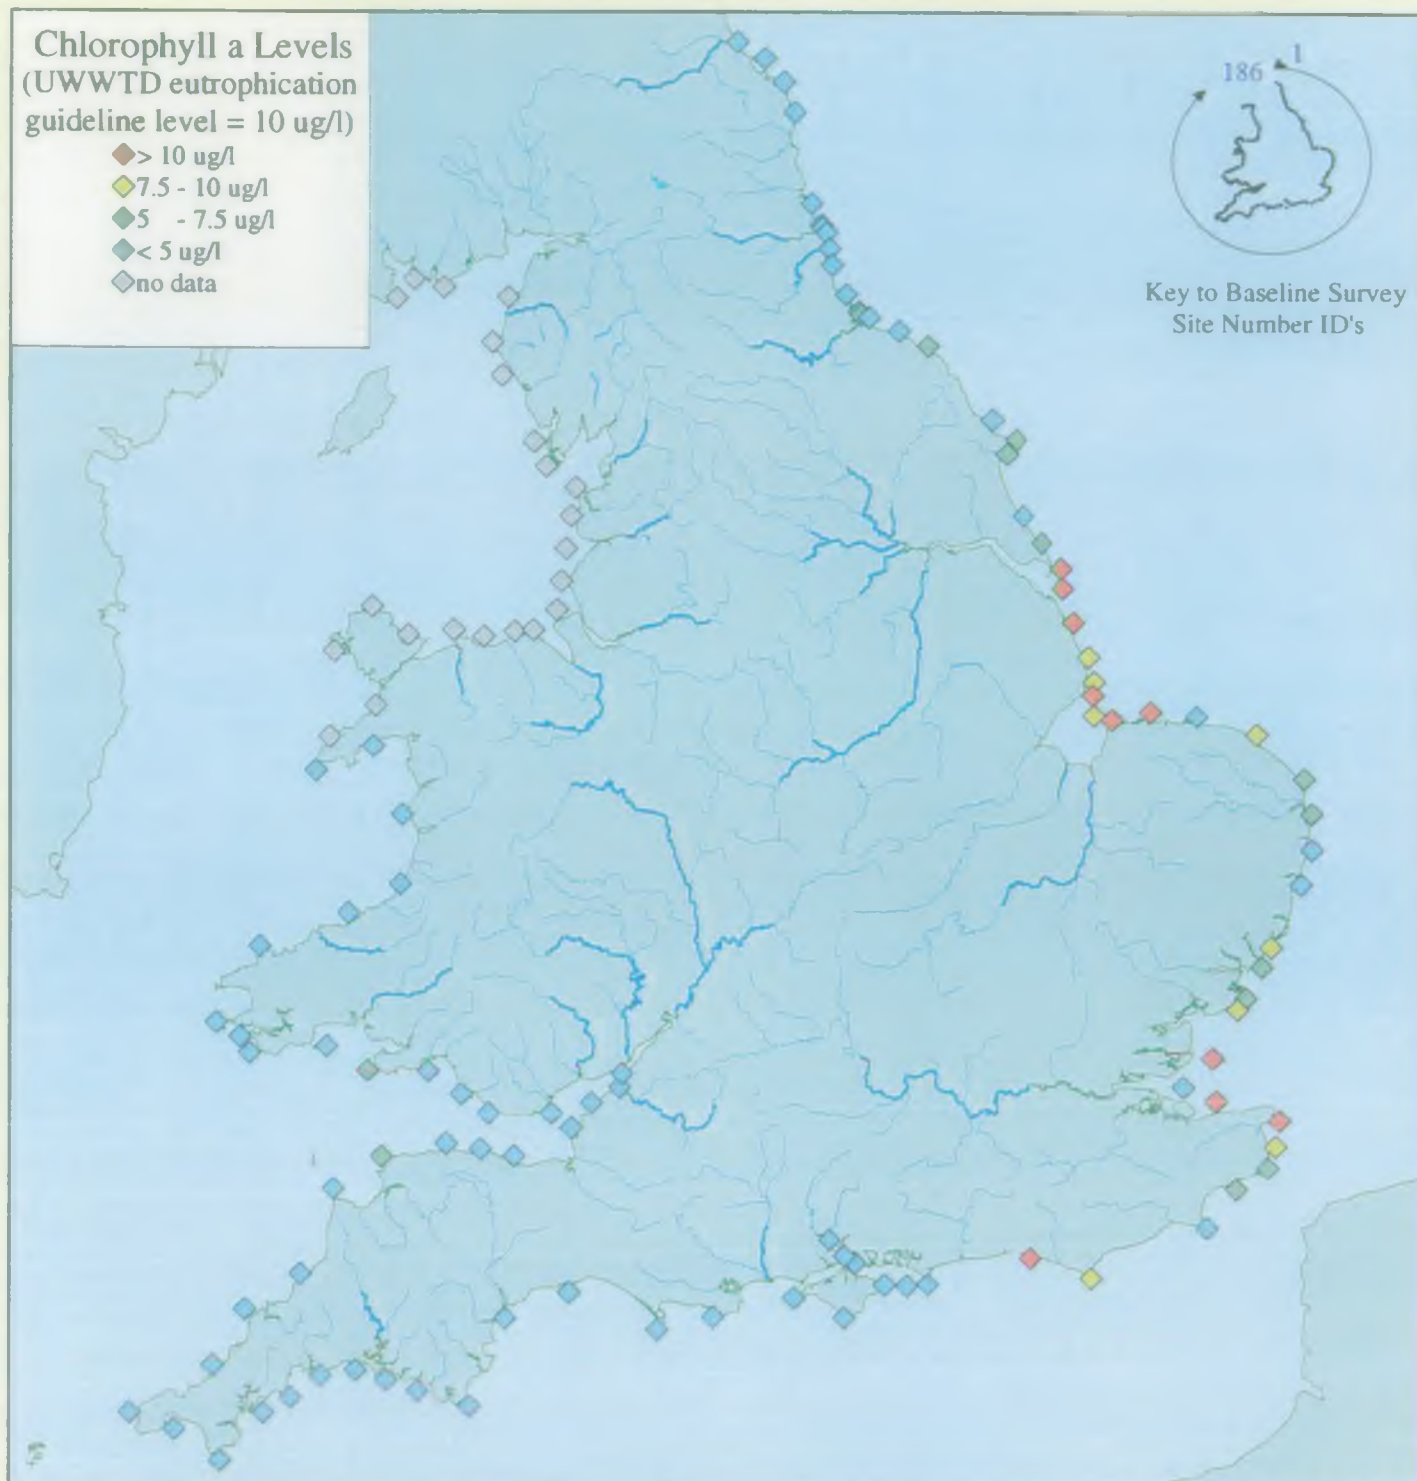 Chlorophyll a Levels
(UWWTD eutrophication
guideline level = 10 ug/l)
> 10 ug/l
7.5 - 10 ug/l
5 - 7.5 ug/l
< 5 ug/l
no data
186 1
Key to Baseline Survey
Site Number ID's